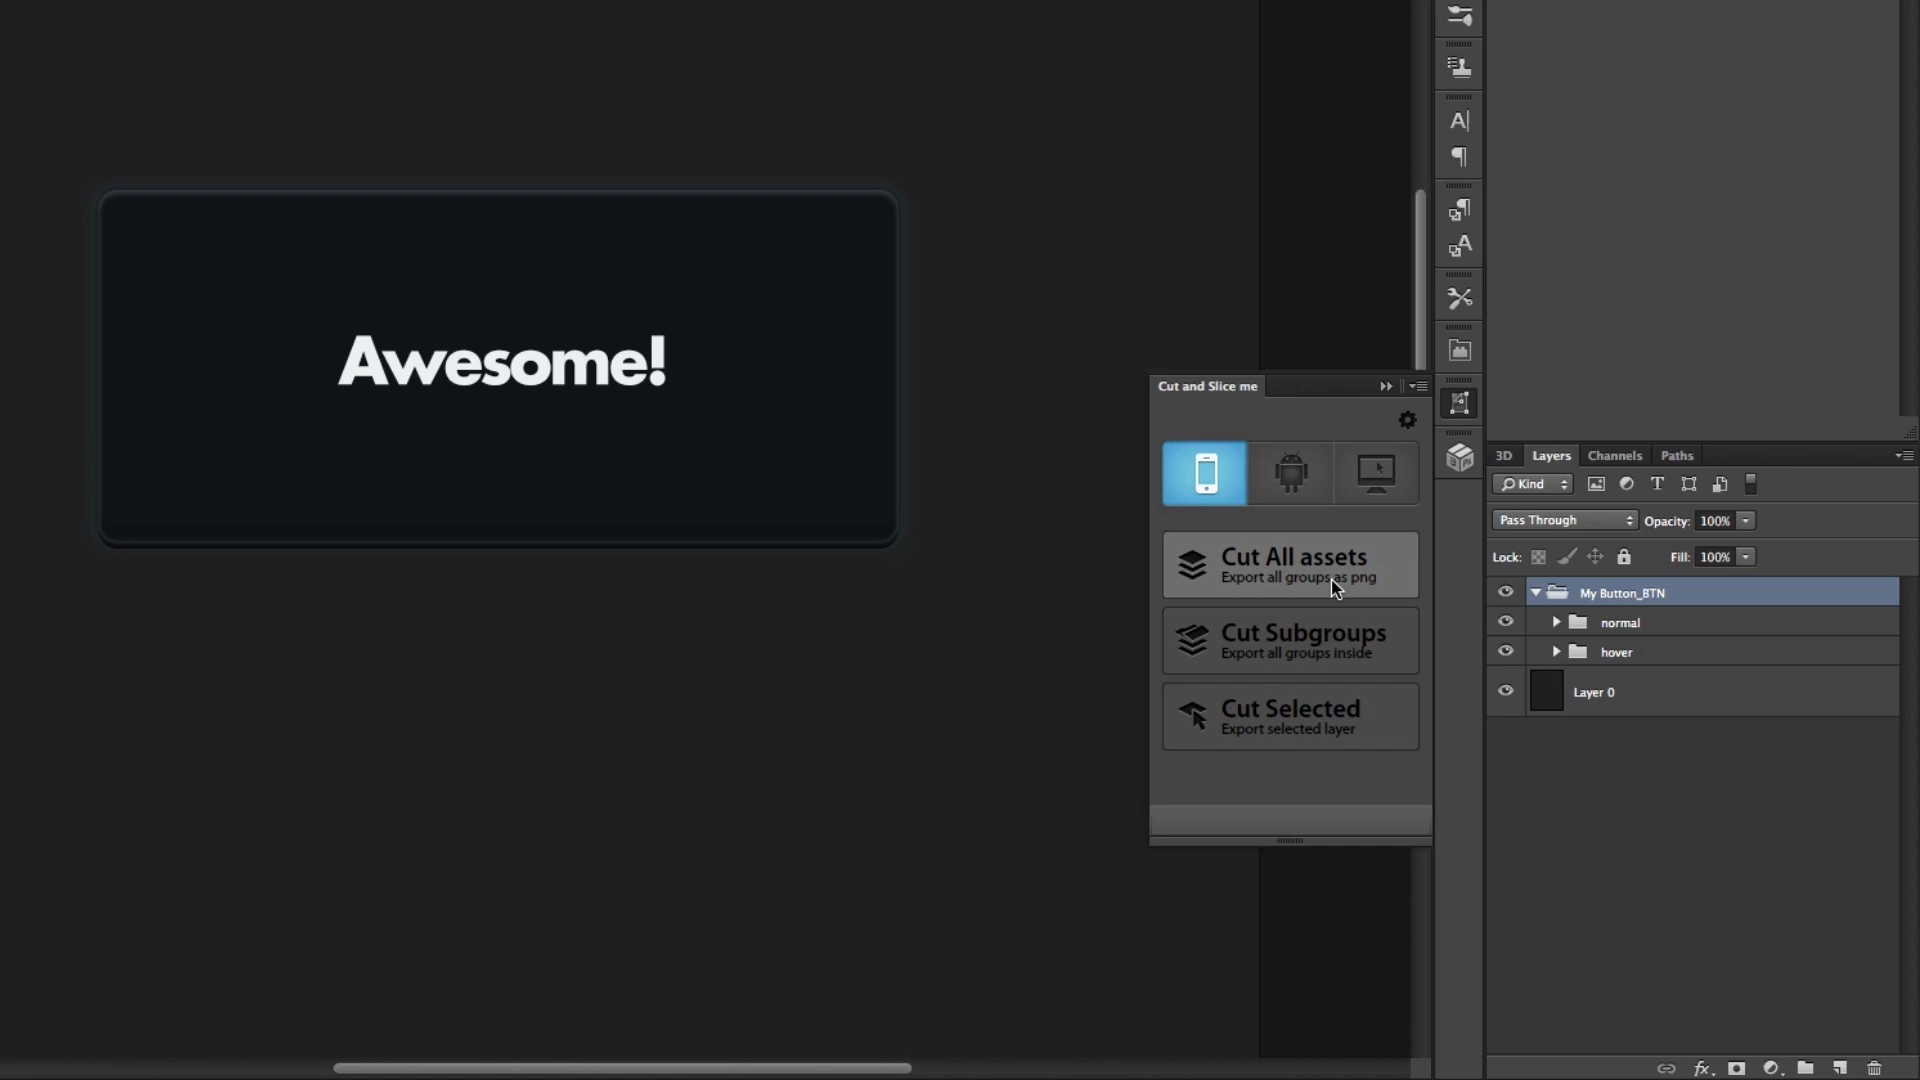 Awesome!
Cut and Slice me
Cut All assets
Export all groups as png
Cut Subgroups
Export all groups inside
Cut Selected
Export selected layer
3D Layers Channels Paths
Kind
Pass Through Opacity: 100%
Lock: Fill: 100%
My Button_BTN
normal
hover
Layer 0